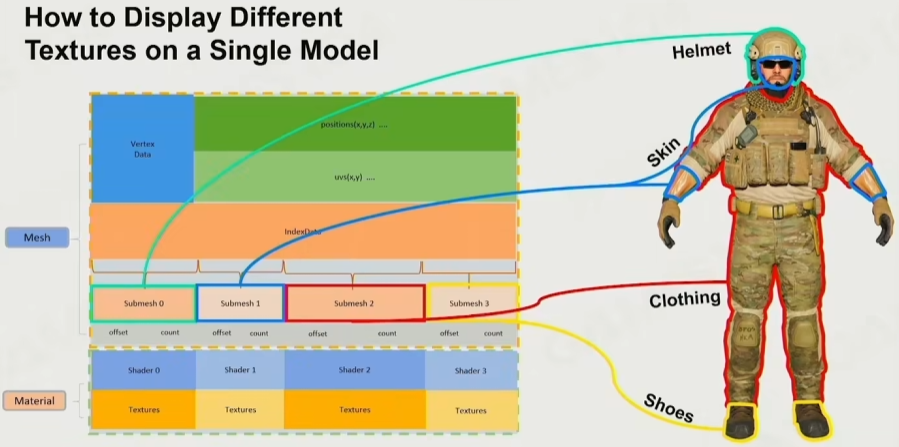 How to Display Different
Textures on a Single Model
Helmet
Skin
Clothing
Shoes
Mesh
Vertex
Data
positions(x,y,z) ....
uvs(x,y) ....
IndexData
Submesh 0
Submesh 1
Submesh 2
Submesh 3
offset count offset count offset count offset count
Material
Shader 0
Shader 1
Shader 2
Shader 3
Textures
Textures
Textures
Textures